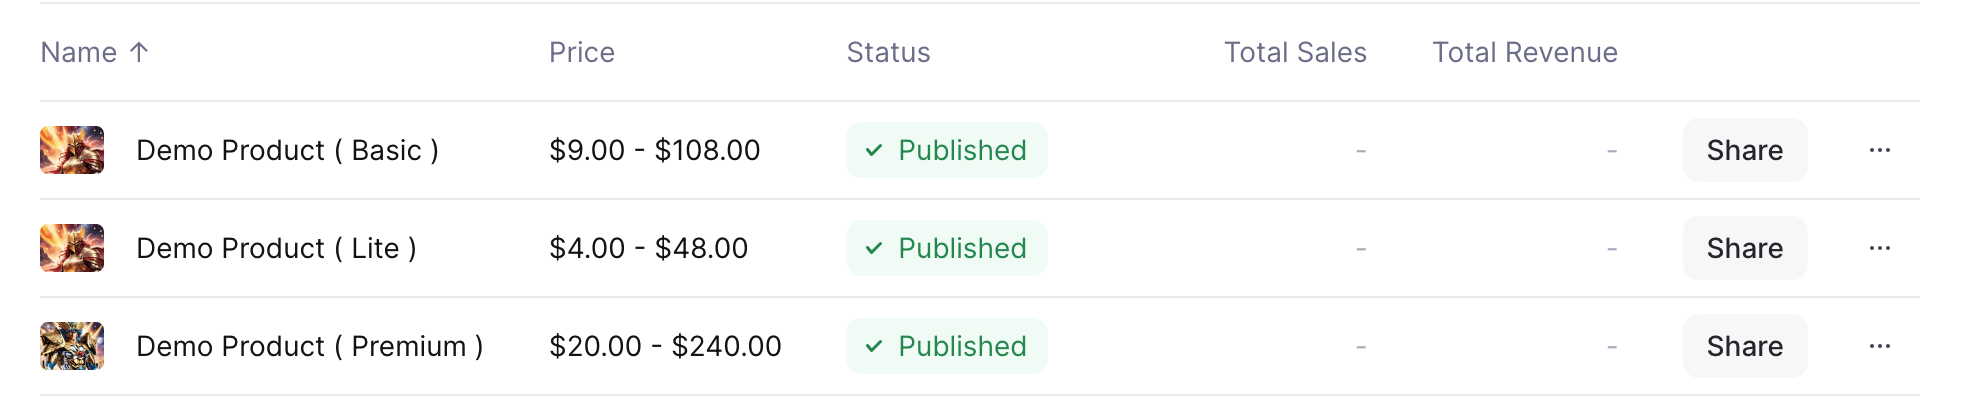 Name ↑ Price Status Total Sales Total Revenue
Demo Product ( Basic ) $9.00 - $108.00 ✓ Published - - Share ...
Demo Product ( Lite ) $4.00 - $48.00 ✓ Published - - Share ...
Demo Product ( Premium ) $20.00 - $240.00 ✓ Published - - Share ...